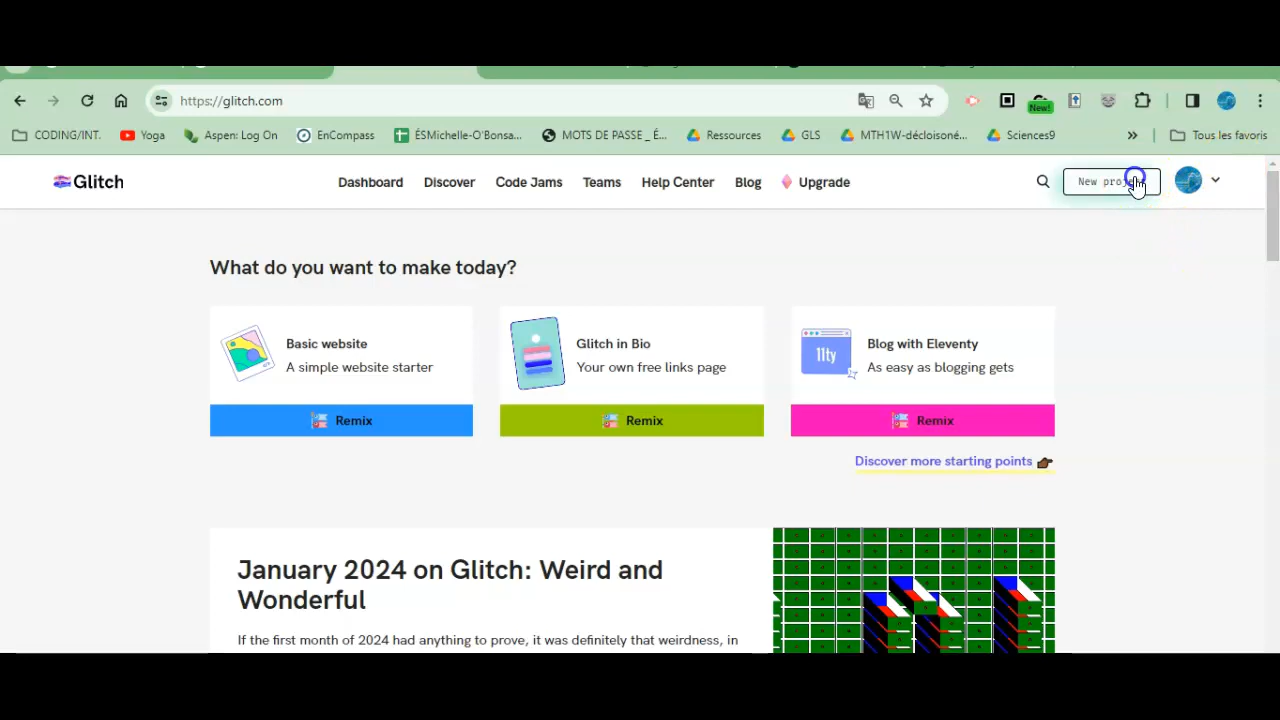 https://glitch.com
New!
CODING/INT.
Yoga
Aspen: Log On
EnCompass
ÉSMichelle-O'Bonsa...
MOTS DE PASSE _ É...
Ressources
GLS
MTH1W-décloisoné...
Sciences9
Tous les favoris
Glitch
Dashboard
Discover
Code Jams
Teams
Help Center
Blog
Upgrade
New
What do you want to make today?
Basic website
A simple website starter
Remix
Glitch in Bio
Your own free links page
Remix
11ty
Blog with Eleventy
As easy as blogging gets
Remix
Discover more starting points
January 2024 on Glitch: Weird and
Wonderful
If the first month of 2024 had anything to prove, it was definitely that weirdness, in